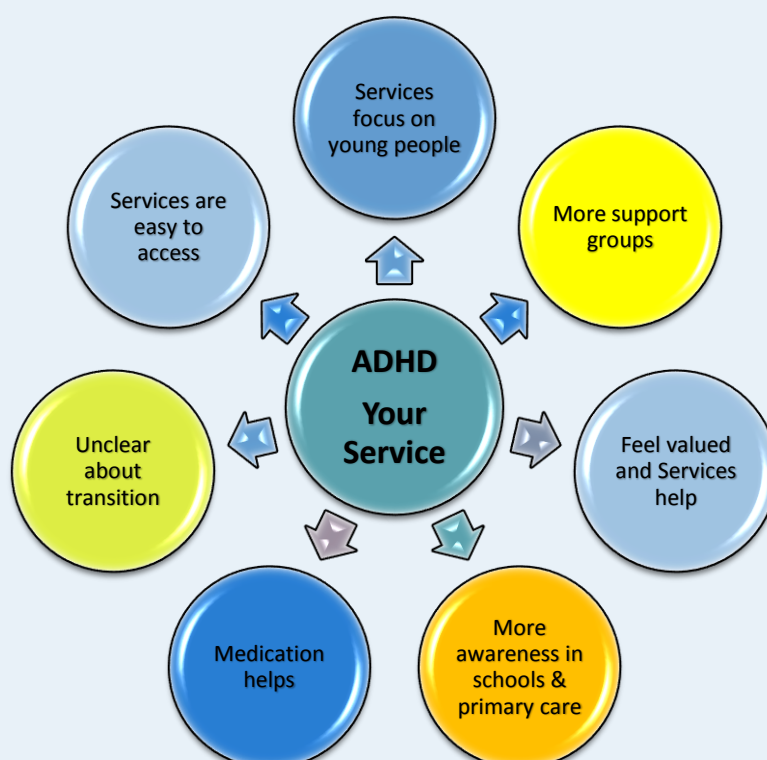 Services
focus on
young people
Services are
easy to
access
More support
groups
ADHD
Your
Service
Unclear
about
transition
Feel valued
and Services
help
Medication
helps
More
awareness in
schools &
primary care